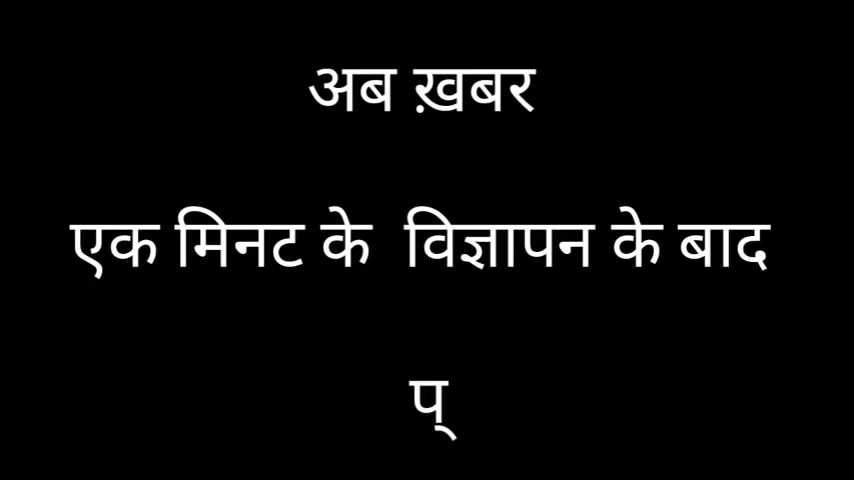 अब ख़बर
एक मिनट के विज्ञापन के बाद
प्